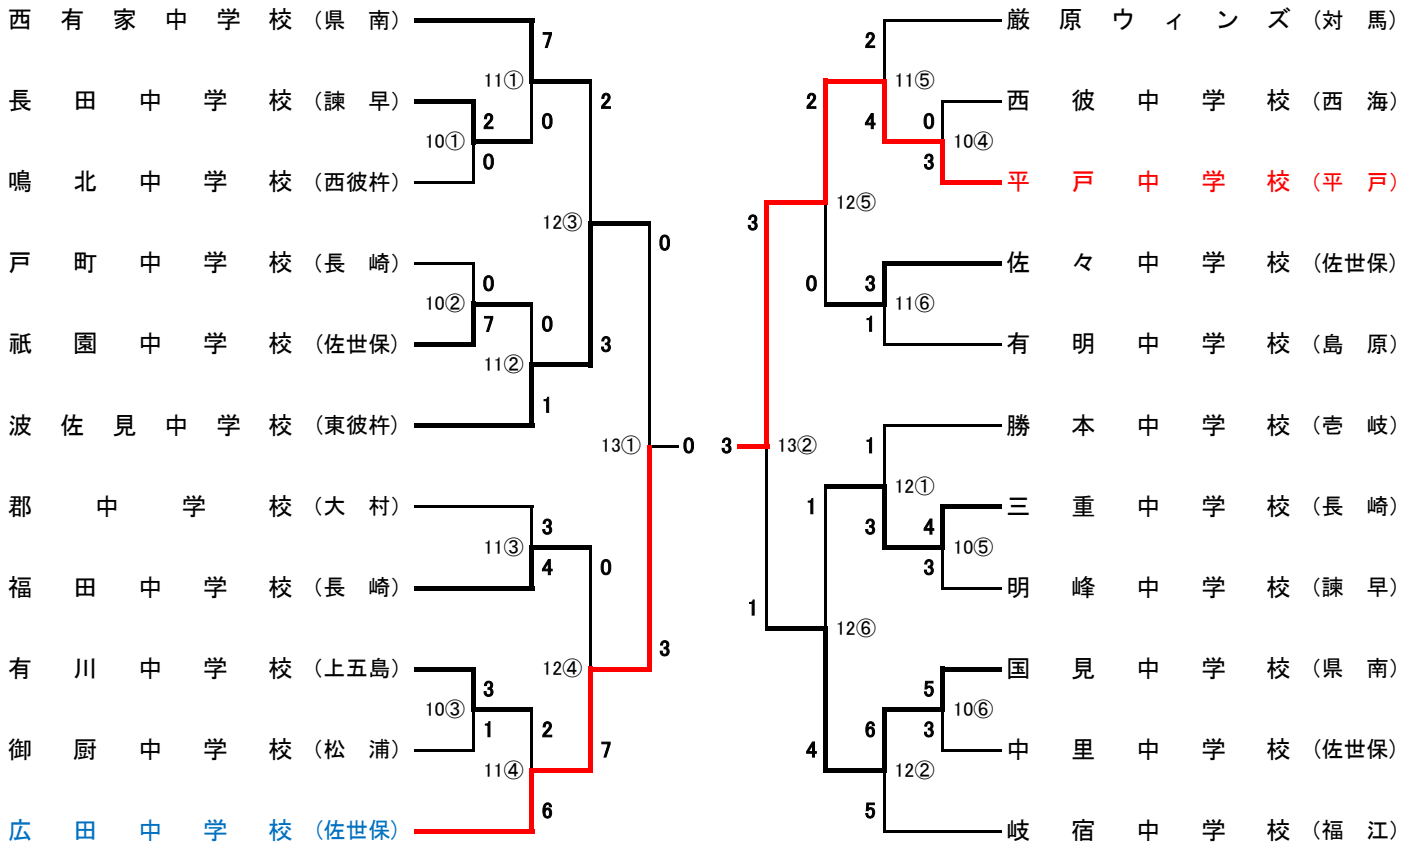 西有家中学校（県南）
7
11①
長田中学校（諫早）
2
2
0
10①
0
鳴北中学校（西彼杵）
12③
0
戸町中学校（長崎）
0
10②
7
0
祇園中学校（佐世保）
3
11②
1
波佐見中学校（東彼杵）
13①
0
郡中学校（大村）
3
11③
4
0
福田中学校（長崎）
3
有川中学校（上五島）
12④
3
10③
1
2
御厨中学校（松浦）
7
11④
6
広田中学校（佐世保）
厳原ウィンズ（対馬）
2
11⑤
西彼中学校（西海）
2
4
0
10④
3
平戸中学校（平戸）
12⑤
3
佐々中学校（佐世保）
0
3
11⑥
1
有明中学校（島原）
勝本中学校（壱岐）
1
3
13②
12①
三重中学校（長崎）
1
3
4
10⑤
3
明峰中学校（諫早）
1
12⑥
国見中学校（県南）
5
10⑥
6
3
中里中学校（佐世保）
4
12②
5
岐宿中学校（福江）